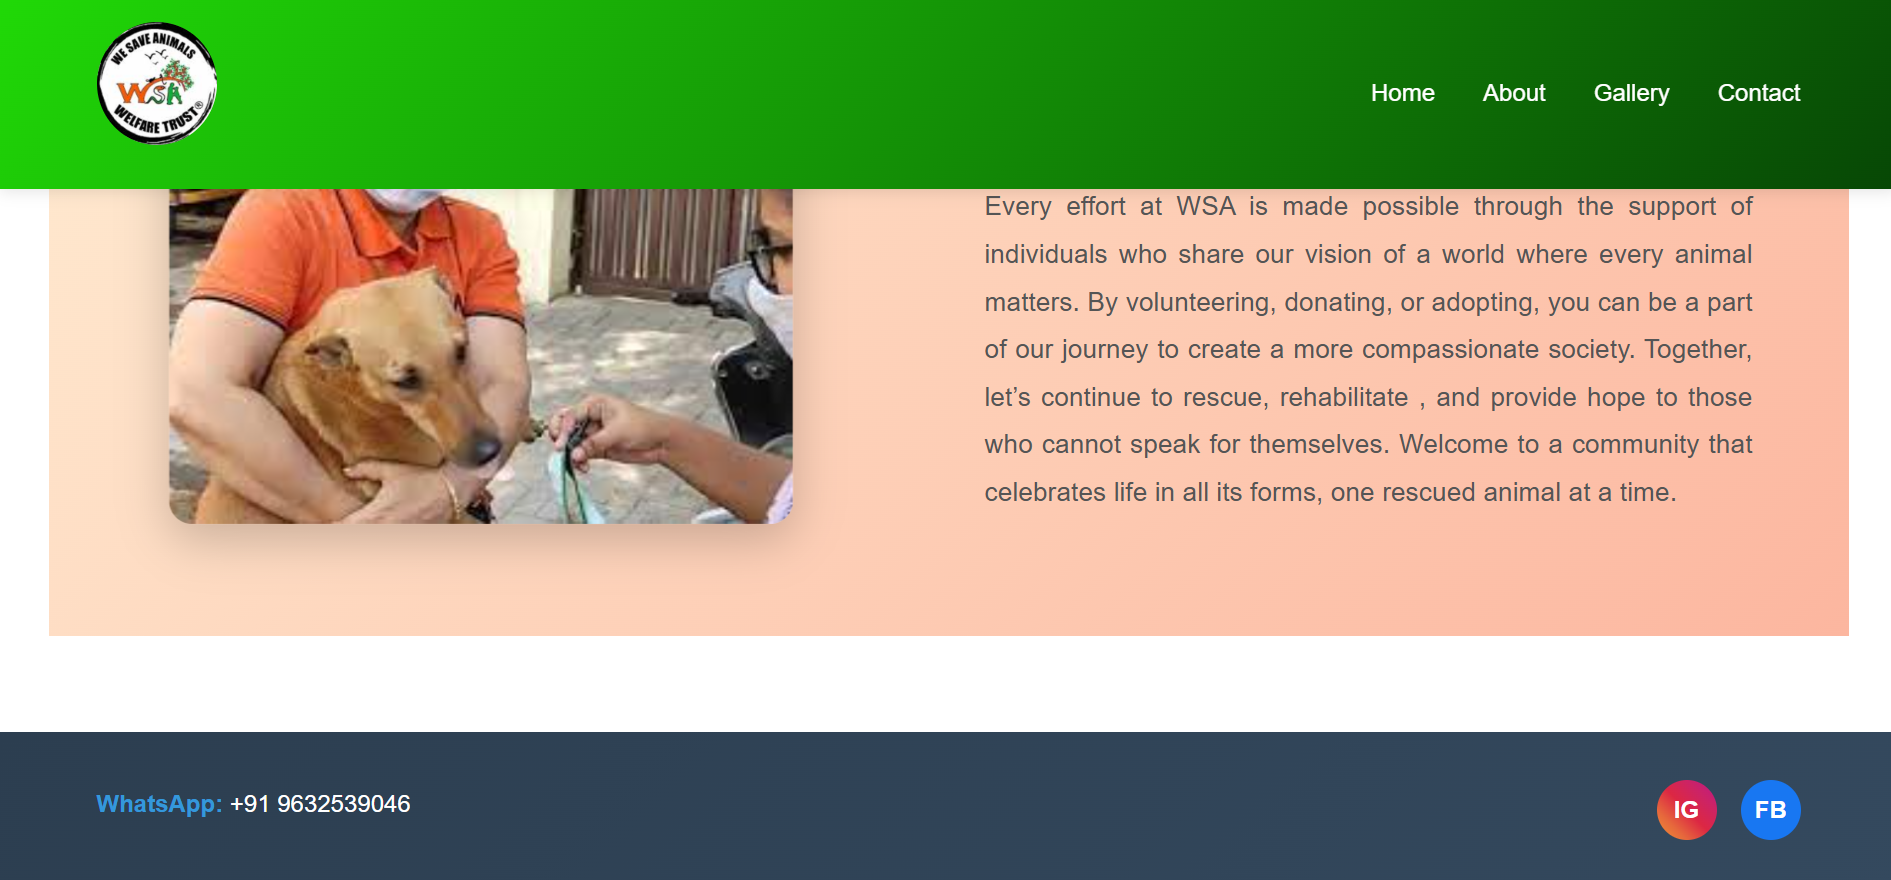 WE SAVE ANIMALS
WSA
WELFARE TRUST®
Home About Gallery Contact
Every effort at WSA is made possible through the support of
individuals who share our vision of a world where every animal
matters. By volunteering, donating, or adopting, you can be a part
of our journey to create a more compassionate society. Together,
let’s continue to rescue, rehabilitate , and provide hope to those
who cannot speak for themselves. Welcome to a community that
celebrates life in all its forms, one rescued animal at a time.
WhatsApp: +91 9632539046
IG FB